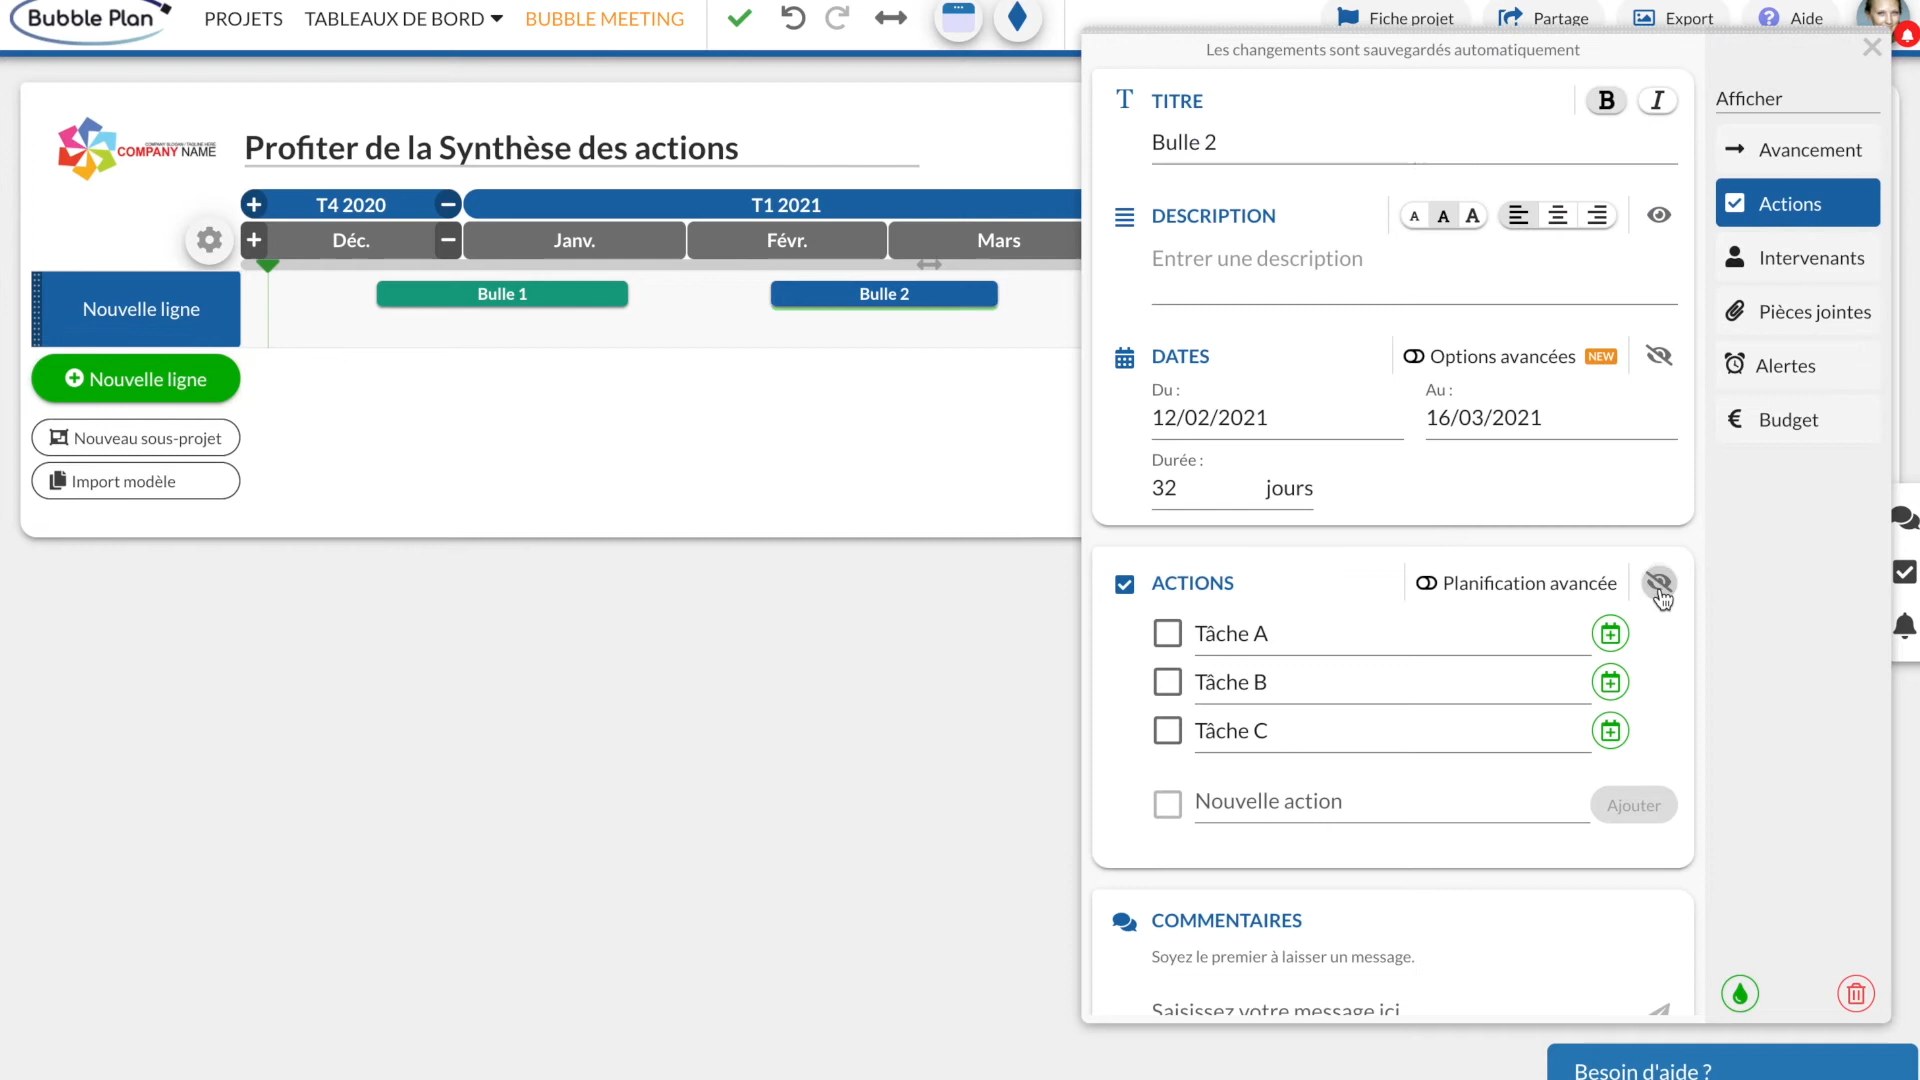 Bubble Plan
PROJETS
TABLEAUX DE BORD
BUBBLE MEETING
Fiche projet
Partage
Export
Aide
Les changements sont sauvegardés automatiquement
COMPANY NAME
Profiter de la Synthèse des actions
T4 2020
T1 2021
Déc.
Janv.
Févr.
Mars
Nouvelle ligne
Bulle 1
Bulle 2
Nouvelle ligne
Nouveau sous-projet
Import modèle
TITRE
B
I
Bulle 2
DESCRIPTION
A A A
Entrer une description
DATES
Options avancées NEW
Du :
Au :
12/02/2021
16/03/2021
Durée :
32 jours
ACTIONS
Planification avancée
Tâche A
Tâche B
Tâche C
Nouvelle action
Ajouter
COMMENTAIRES
Soyez le premier à laisser un message.
Saisissez votre message ici
Afficher
Avancement
Actions
Intervenants
Pièces jointes
Alertes
Budget
Besoin d'aide ?